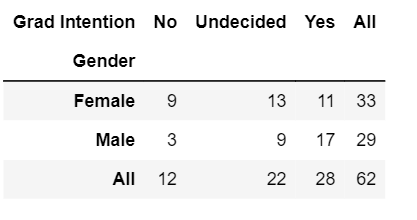 Grad Intention No Undecided Yes All
Gender
Female 9 13 11 33
Male 3 9 17 29
All 12 22 28 62